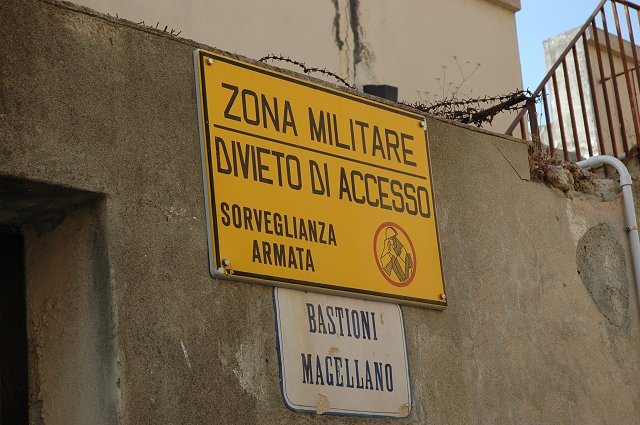 ZONA MILITARE
DIVIETO DI ACCESSO
SORVEGLIANZA
ARMATA
BASTIONI
MAGELLANO